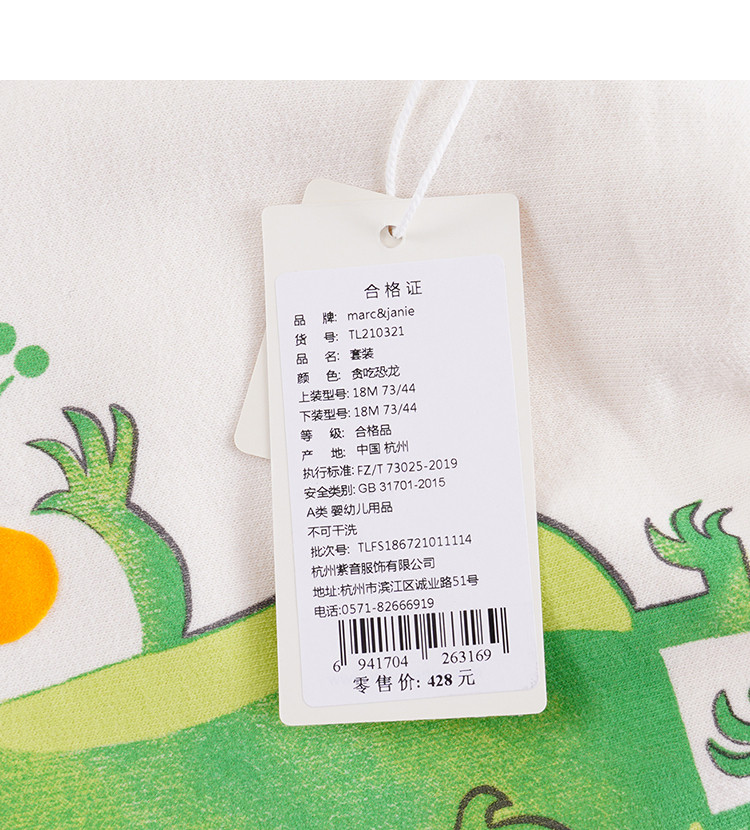 合格证
品 牌: marc&janie
货 号: TL210321
品 名: 套装
颜 色: 贪吃恐龙
上装型号: 18M 73/44
下装型号: 18M 73/44
等 级: 合格品
产 地: 中国 杭州
执行标准: FZ/T 73025-2019
安全类别: GB 31701-2015
A类 婴幼儿用品
不可干洗
批次号: TLFS186721011114
杭州紫音服饰有限公司
地址:杭州市滨江区诚业路51号
电话:0571-82666919
6 941704 263169
零售价: 428 元